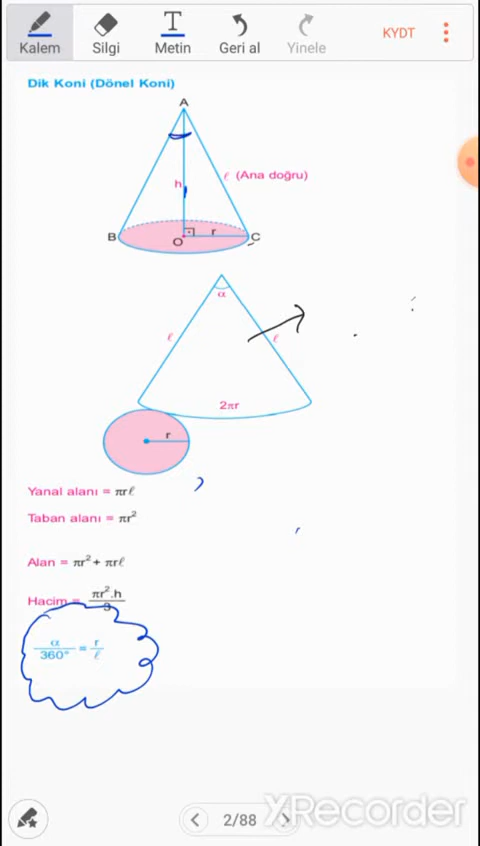 Kalem Silgi Metin Geri al Yinele KYDT
Dik Koni (Dönel Koni)
A
h
ℓ (Ana doğru)
B O r C
α
ℓ ℓ
2πr
r
Yanal alanı = πrℓ
Taban alanı = πr²
Alan = πr² + πrℓ
Hacim = πr².h / 3
α / 360° = r / ℓ
2/88
XRecorder